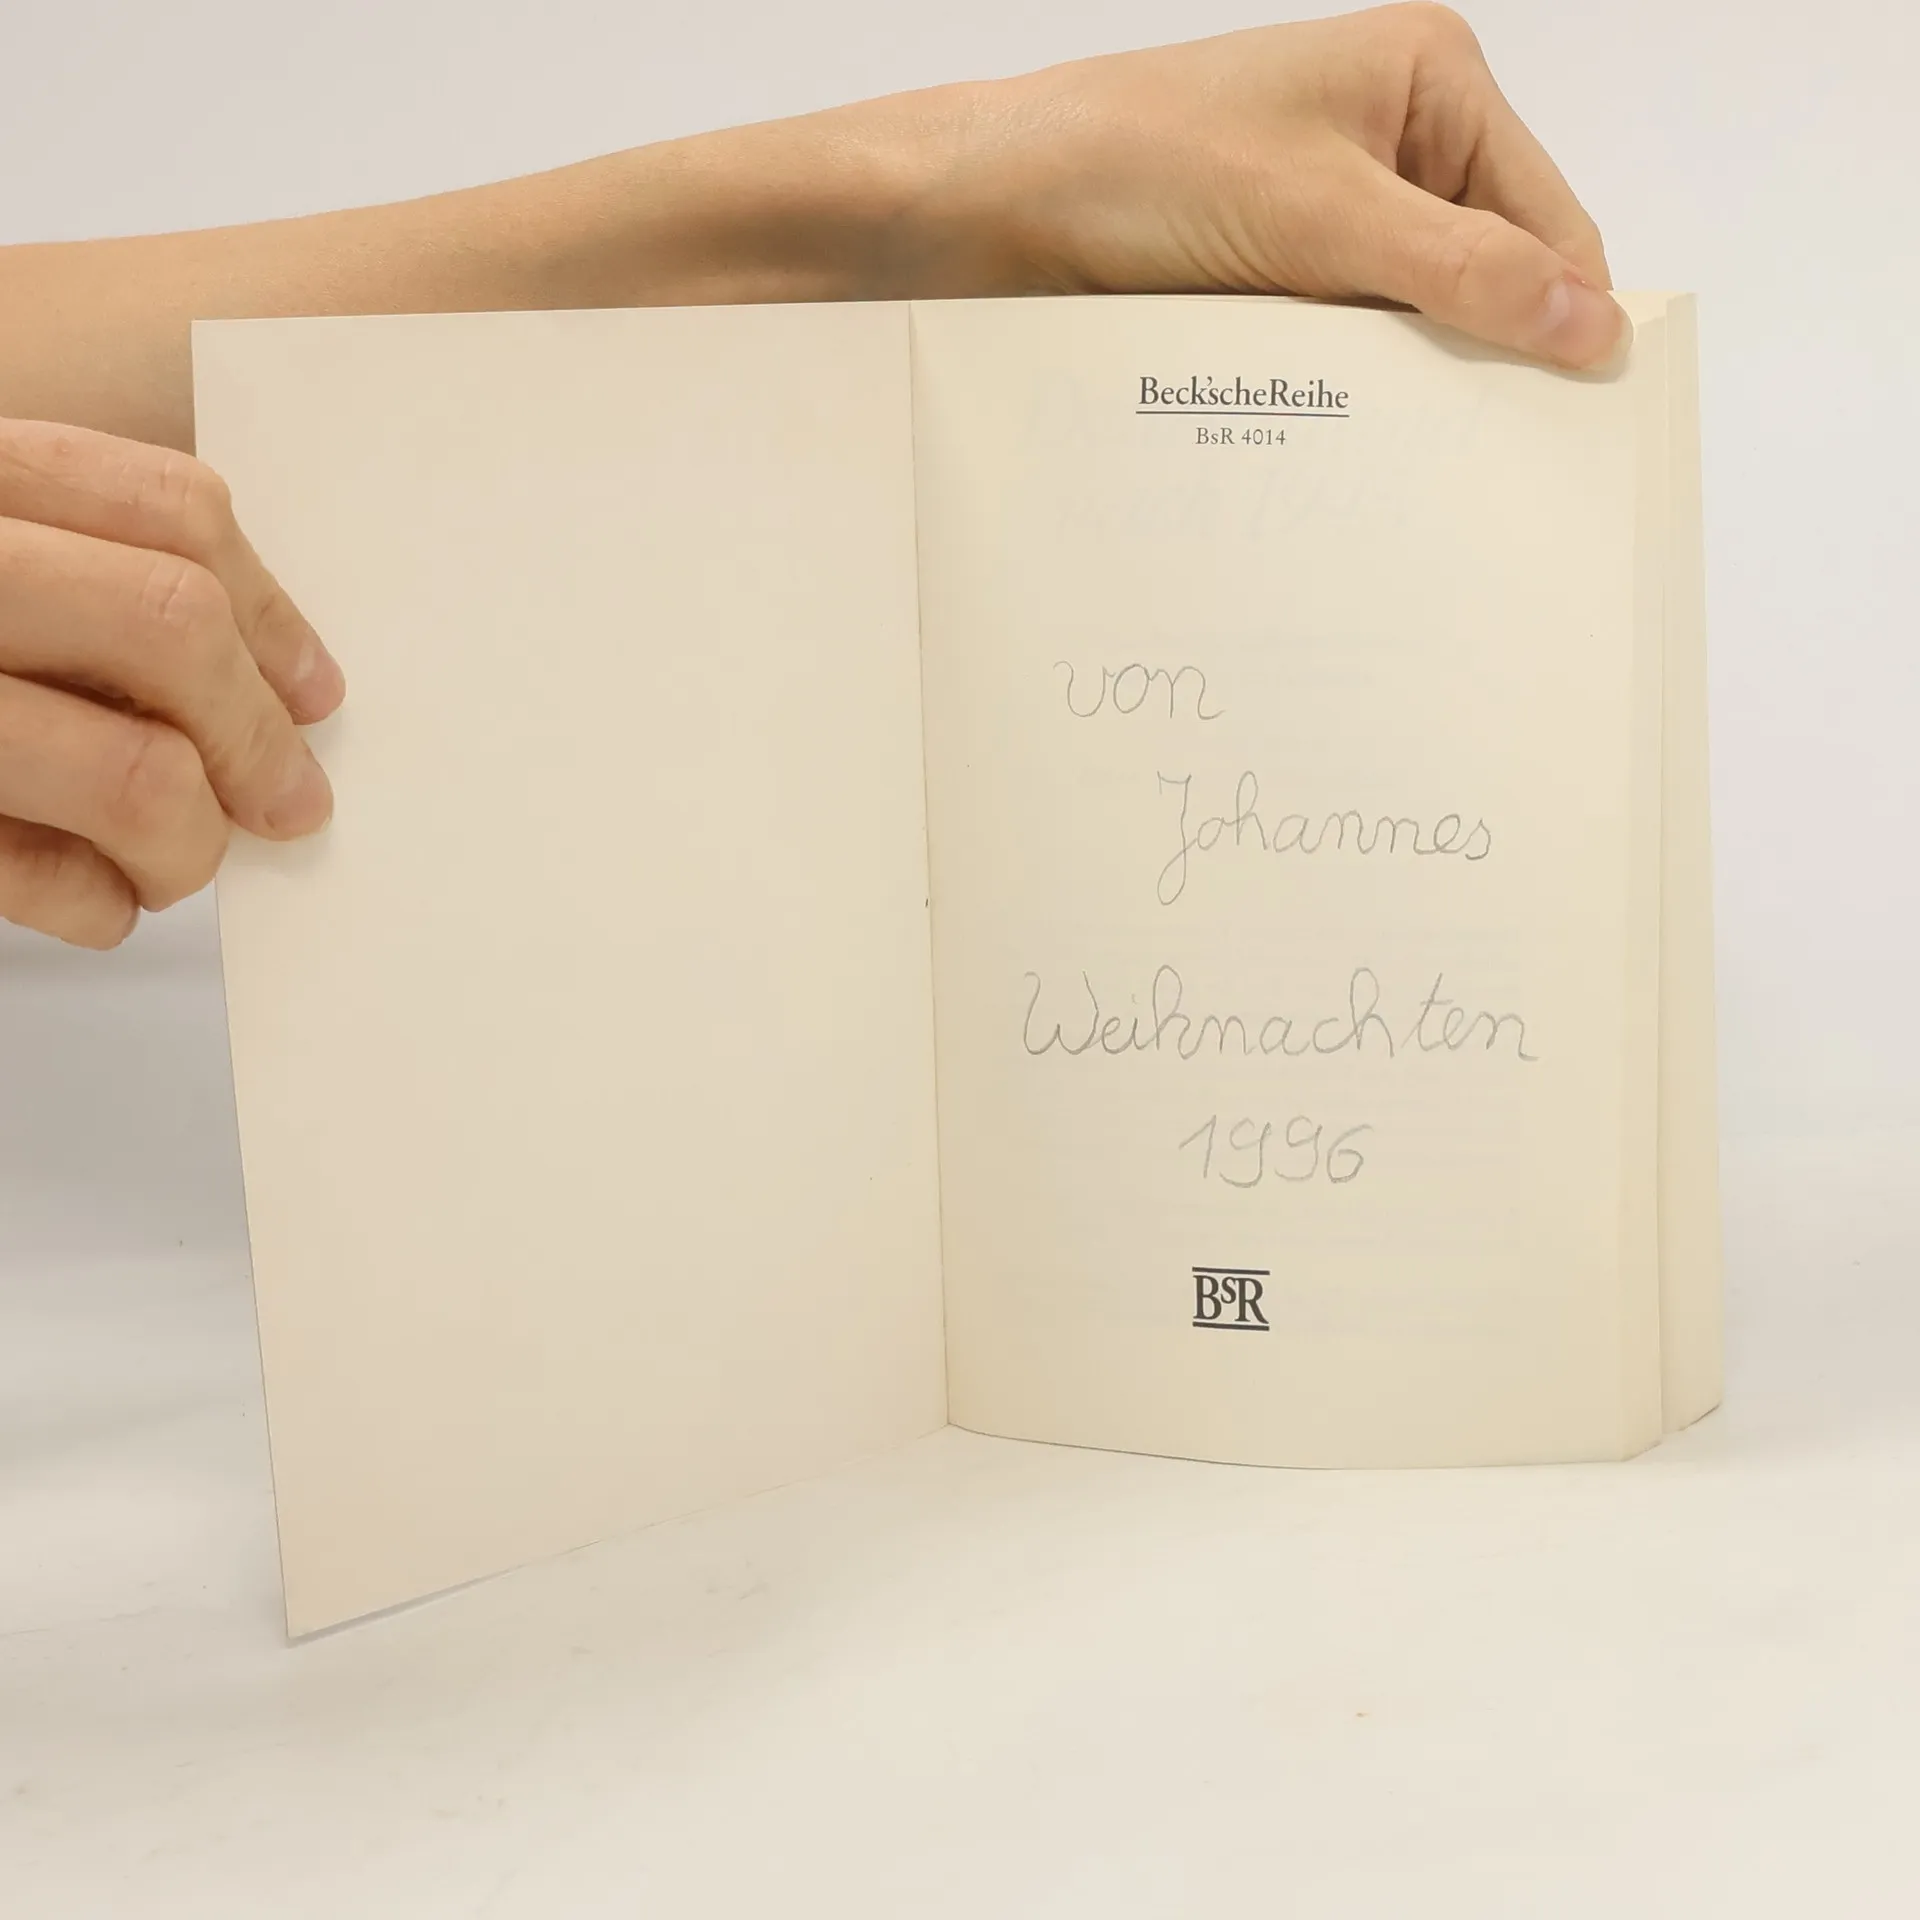 Beck'scheReihe
BsR 4014
von
Johannes
Weihnachten
1996
BsR